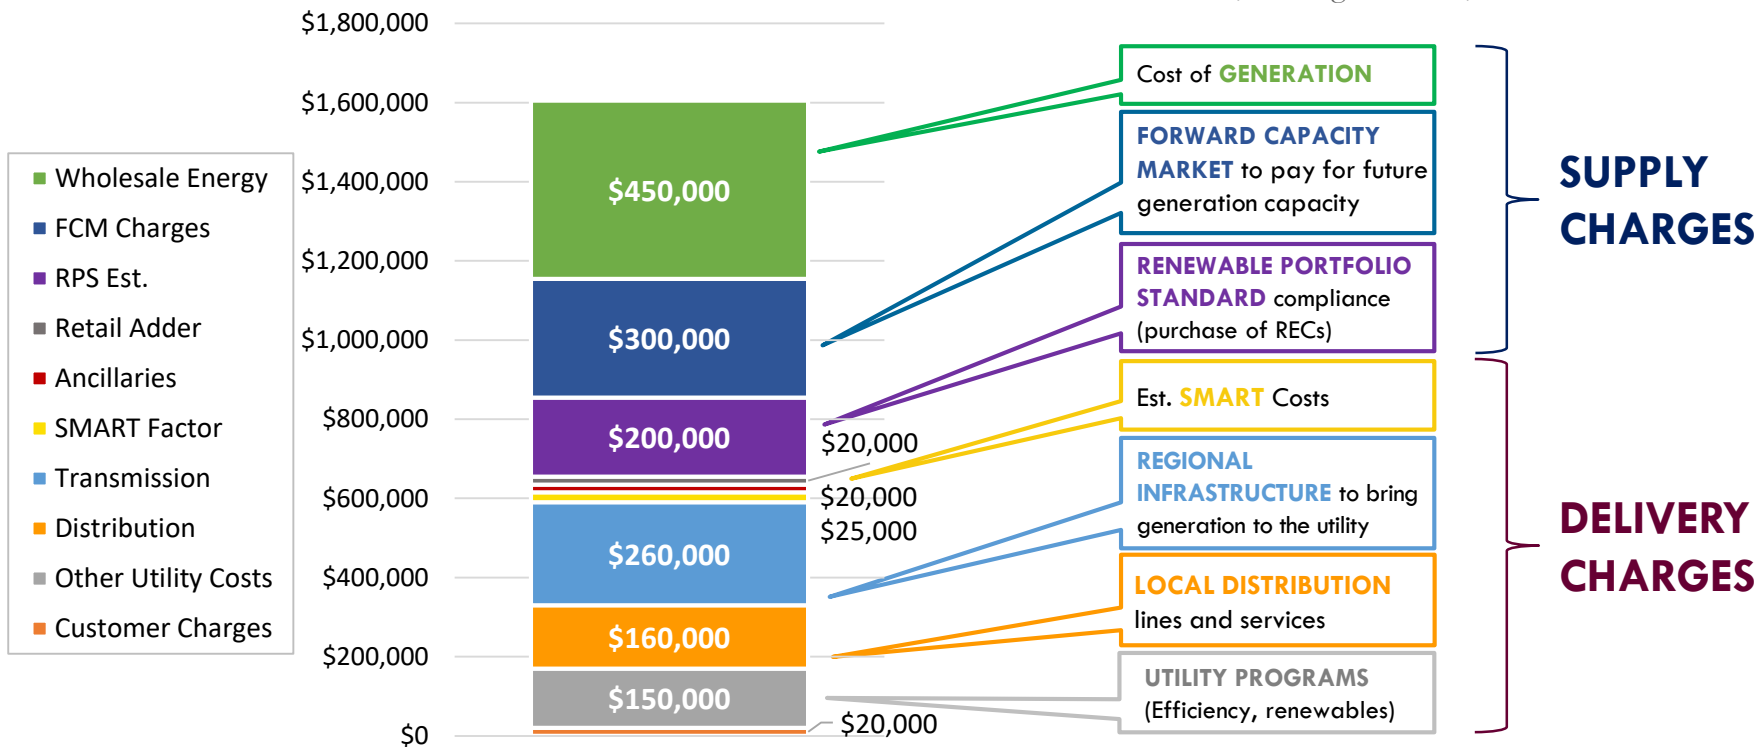 $1,800,000
$1,600,000
$1,400,000
$1,200,000
$1,000,000
$800,000
$600,000
$400,000
$200,000
$0
Wholesale Energy
FCM Charges
RPS Est.
Retail Adder
Ancillaries
SMART Factor
Transmission
Distribution
Other Utility Costs
Customer Charges
$450,000
$300,000
$200,000
$20,000
$20,000
$25,000
$260,000
$160,000
$150,000
$20,000
Cost of GENERATION
FORWARD CAPACITY
MARKET to pay for future
generation capacity
RENEWABLE PORTFOLIO
STANDARD compliance
(purchase of RECs)
Est. SMART Costs
REGIONAL
INFRASTRUCTURE to bring
generation to the utility
LOCAL DISTRIBUTION
lines and services
UTILITY PROGRAMS
(Efficiency, renewables)
SUPPLY
CHARGES
DELIVERY
CHARGES